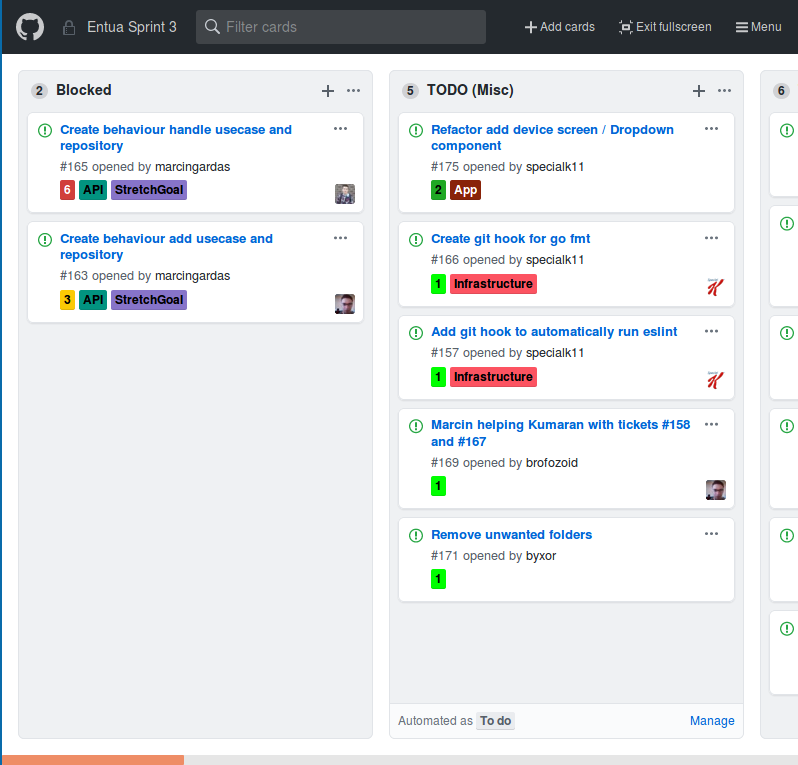 Entua Sprint 3
Filter cards
Add cards
Exit fullscreen
Menu
2 Blocked
Create behaviour handle usecase and
repository
#165 opened by marcingardas
6 API StretchGoal
Create behaviour add usecase and
repository
#163 opened by marcingardas
3 API StretchGoal
5 TODO (Misc)
Refactor add device screen / Dropdown
component
#175 opened by specialk11
2 App
Create git hook for go fmt
#166 opened by specialk11
1 Infrastructure
Add git hook to automatically run eslint
#157 opened by specialk11
1 Infrastructure
Marcin helping Kumaran with tickets #158
and #167
#169 opened by brofozoid
1
Remove unwanted folders
#171 opened by byxor
1
Automated as To do
Manage
6